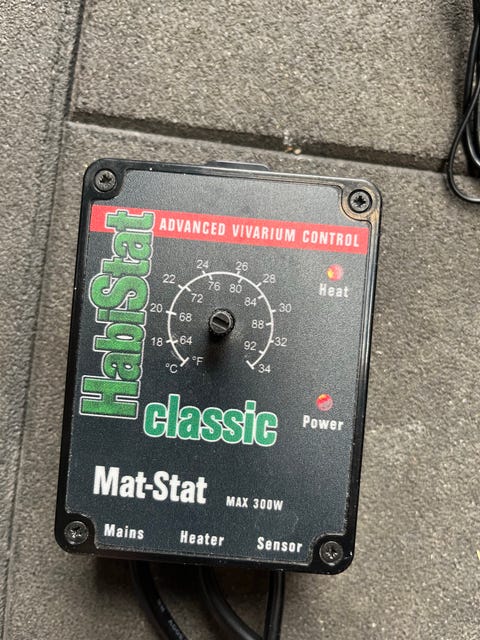 HabiStat
ADVANCED VIVARIUM CONTROL
24 26
22 76 80 28
72 84
20 68 88 30
18 64 92 32
°C °F 34
Heat
classic
Power
Mat-Stat MAX 300W
Mains Heater Sensor